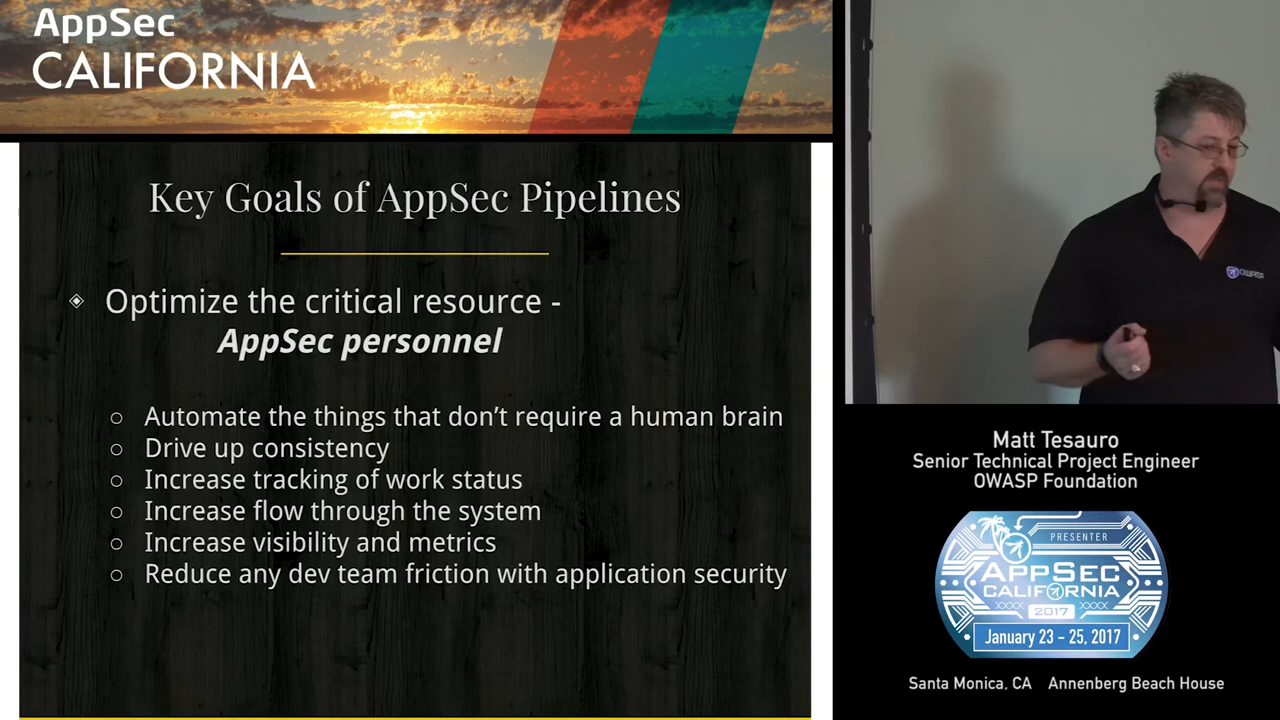 AppSec
CALIFORNIA
Key Goals of AppSec Pipelines
Optimize the critical resource -
AppSec personnel
Automate the things that don’t require a human brain
Drive up consistency
Increase tracking of work status
Increase flow through the system
Increase visibility and metrics
Reduce any dev team friction with application security
OWASP
Matt Tesauro
Senior Technical Project Engineer
OWASP Foundation
PRESENTER
APPSEC
CALIFORNIA
2017
January 23 - 25, 2017
Santa Monica, CA Annenberg Beach House